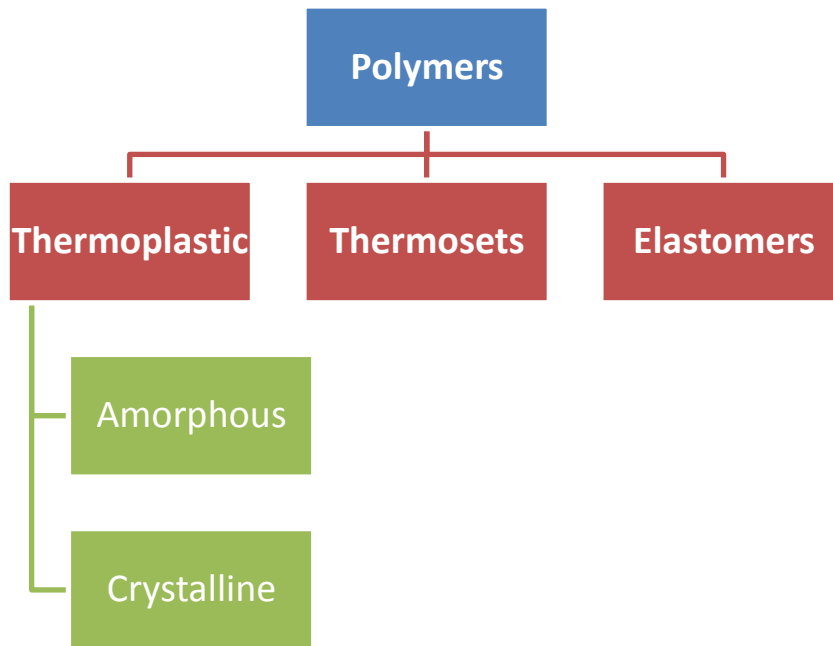 Polymers
Thermoplastic
Thermosets
Elastomers
Amorphous
Crystalline